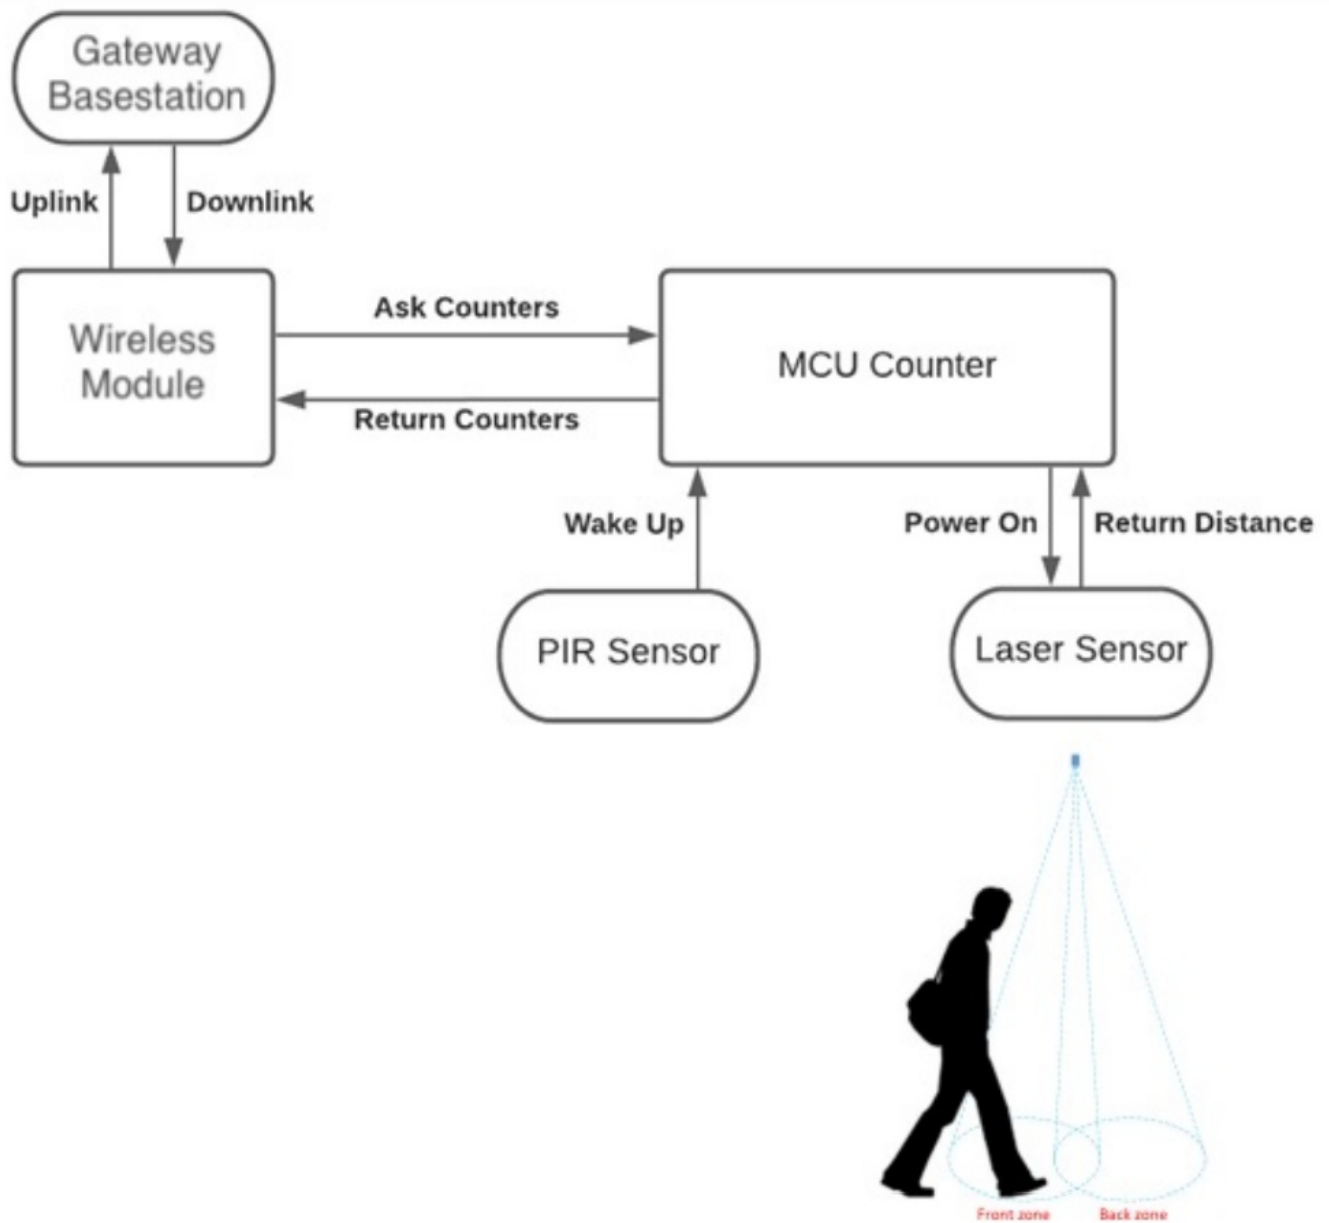 Gateway
Basestation
Uplink
Downlink
Ask Counters
Wireless
Module
MCU Counter
Return Counters
Wake Up
Power On
Return Distance
PIR Sensor
Laser Sensor
Front zone
Back zone